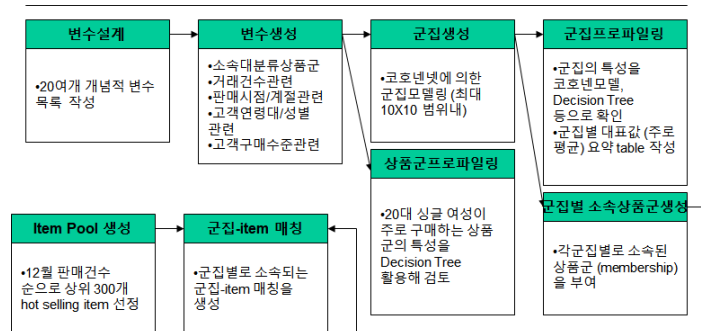 변수설계
•20여개 개념적 변수
목록 작성
변수생성
•소속대분류상품군
•거래건수관련
•판매시점/계절관련
•고객연령대/성별
관련
•고객구매수준관련
군집생성
•코호넨넷에 의한
군집모델링 (최대
10X10 범위내)
군집프로파일링
•군집의 특성을
코호넨모델,
Decision Tree
등으로 확인
•군집별 대표값 (주로
평균) 요약 table 작성
상품군프로파일링
•20대 싱글 여성이
주로 구매하는 상품
군의 특성을
Decision Tree
활용해 검토
군집별 소속상품군생성
•각군집별로 소속된
상품군 (membership)
을 부여
Item Pool 생성
•12월 판매건수
순으로 상위 300개
hot selling item 선정
군집-item 매칭
•군집별로 소속되는
군집-item 매칭을
생성